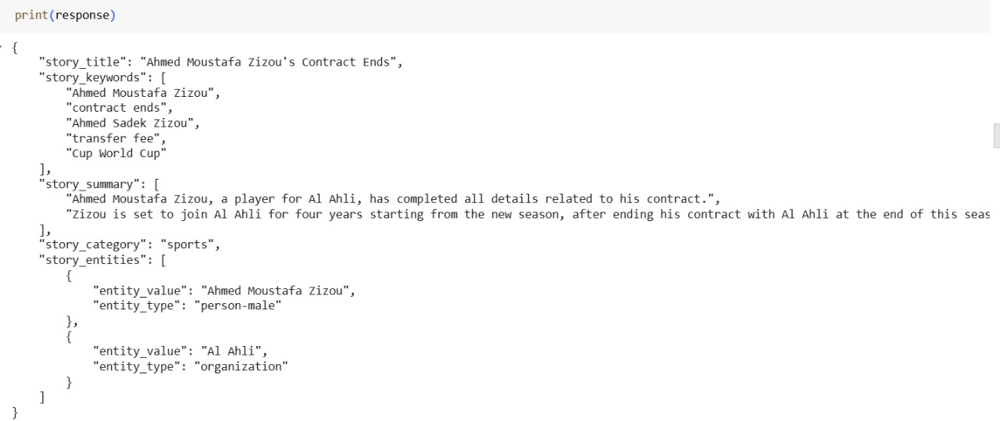 print(response)
{
    "story_title": "Ahmed Moustafa Zizou's Contract Ends",
    "story_keywords": [
        "Ahmed Moustafa Zizou",
        "contract ends",
        "Ahmed Sadek Zizou",
        "transfer fee",
        "Cup World Cup"
    ],
    "story_summary": [
        "Ahmed Moustafa Zizou, a player for Al Ahli, has completed all details related to his contract.",
        "Zizou is set to join Al Ahli for four years starting from the new season, after ending his contract with Al Ahli at the end of this seas
    ],
    "story_category": "sports",
    "story_entities": [
        {
            "entity_value": "Ahmed Moustafa Zizou",
            "entity_type": "person-male"
        },
        {
            "entity_value": "Al Ahli",
            "entity_type": "organization"
        }
    ]
}